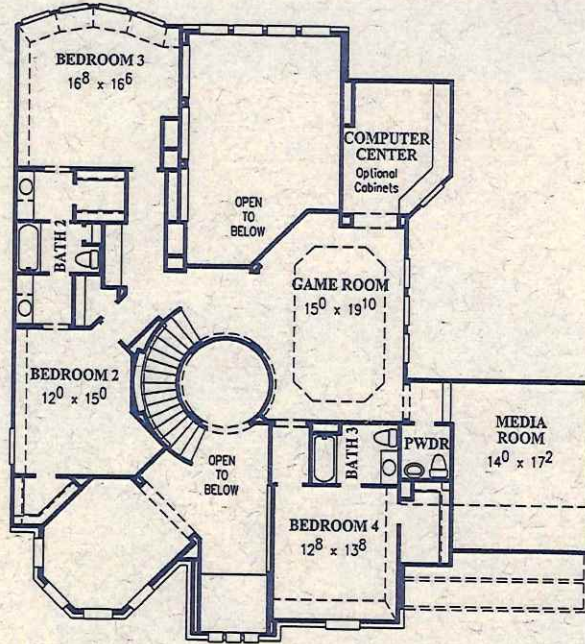 BEDROOM 3
16⁸ x 16⁶
COMPUTER
CENTER
Optional
Cabinets
OPEN
TO
BELOW
BATH 2
GAME ROOM
15⁰ x 19¹⁰
BEDROOM 2
12⁰ x 15⁰
MEDIA
ROOM
14⁰ x 17²
PWDR
BATH 3
OPEN
TO
BELOW
BEDROOM 4
12⁸ x 13⁸